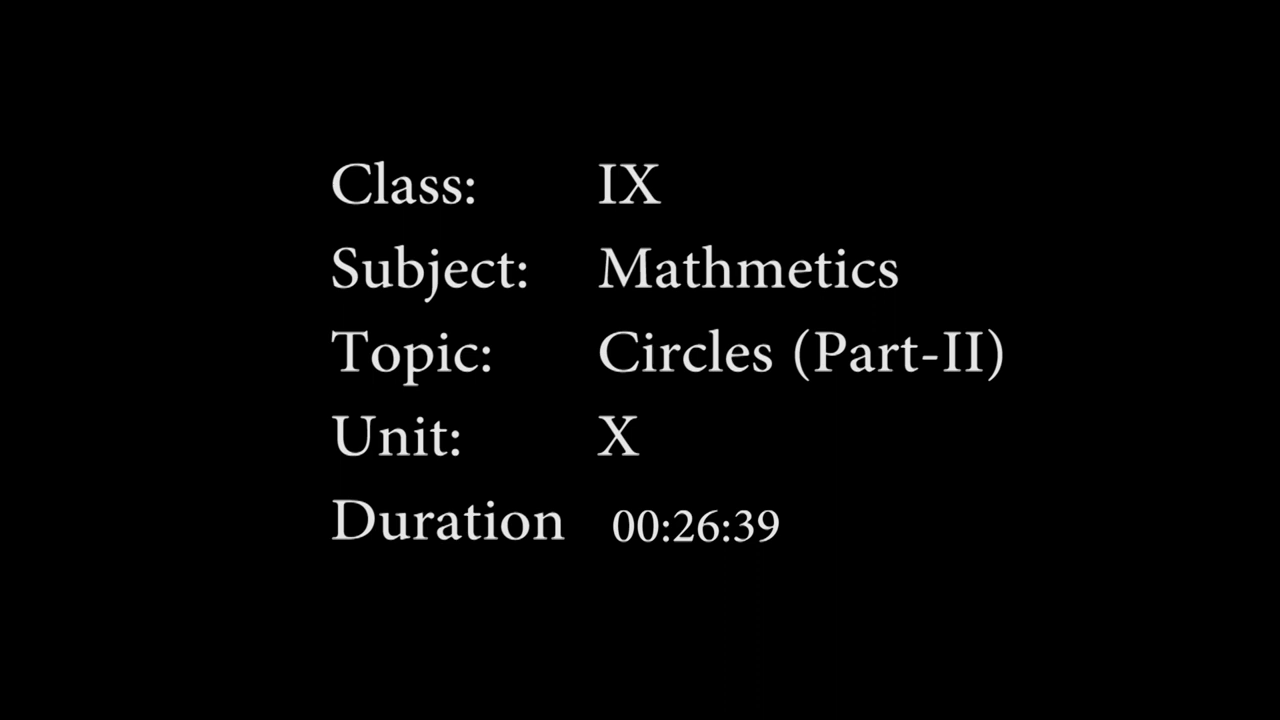 Class: IX
Subject: Mathmetics
Topic: Circles (Part-II)
Unit: X
Duration 00:26:39